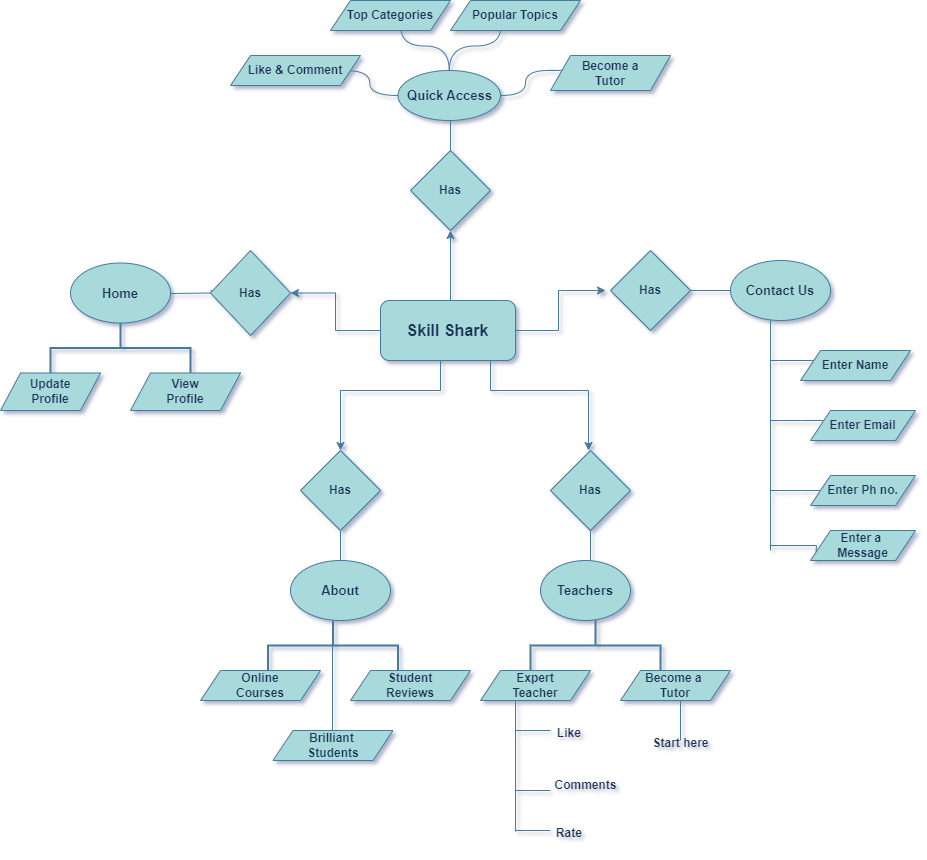 Top Categories
Popular Topics
Like & Comment
Become a
Tutor
Quick Access
Has
Home
Has
Has
Contact Us
Skill Shark
Update
Profile
View
Profile
Enter Name
Enter Email
Enter Ph no.
Enter a
Message
Has
Has
About
Teachers
Online
Courses
Student
Reviews
Expert
Teacher
Become a
Tutor
Brilliant
Students
Like
Start here
Comments
Rate